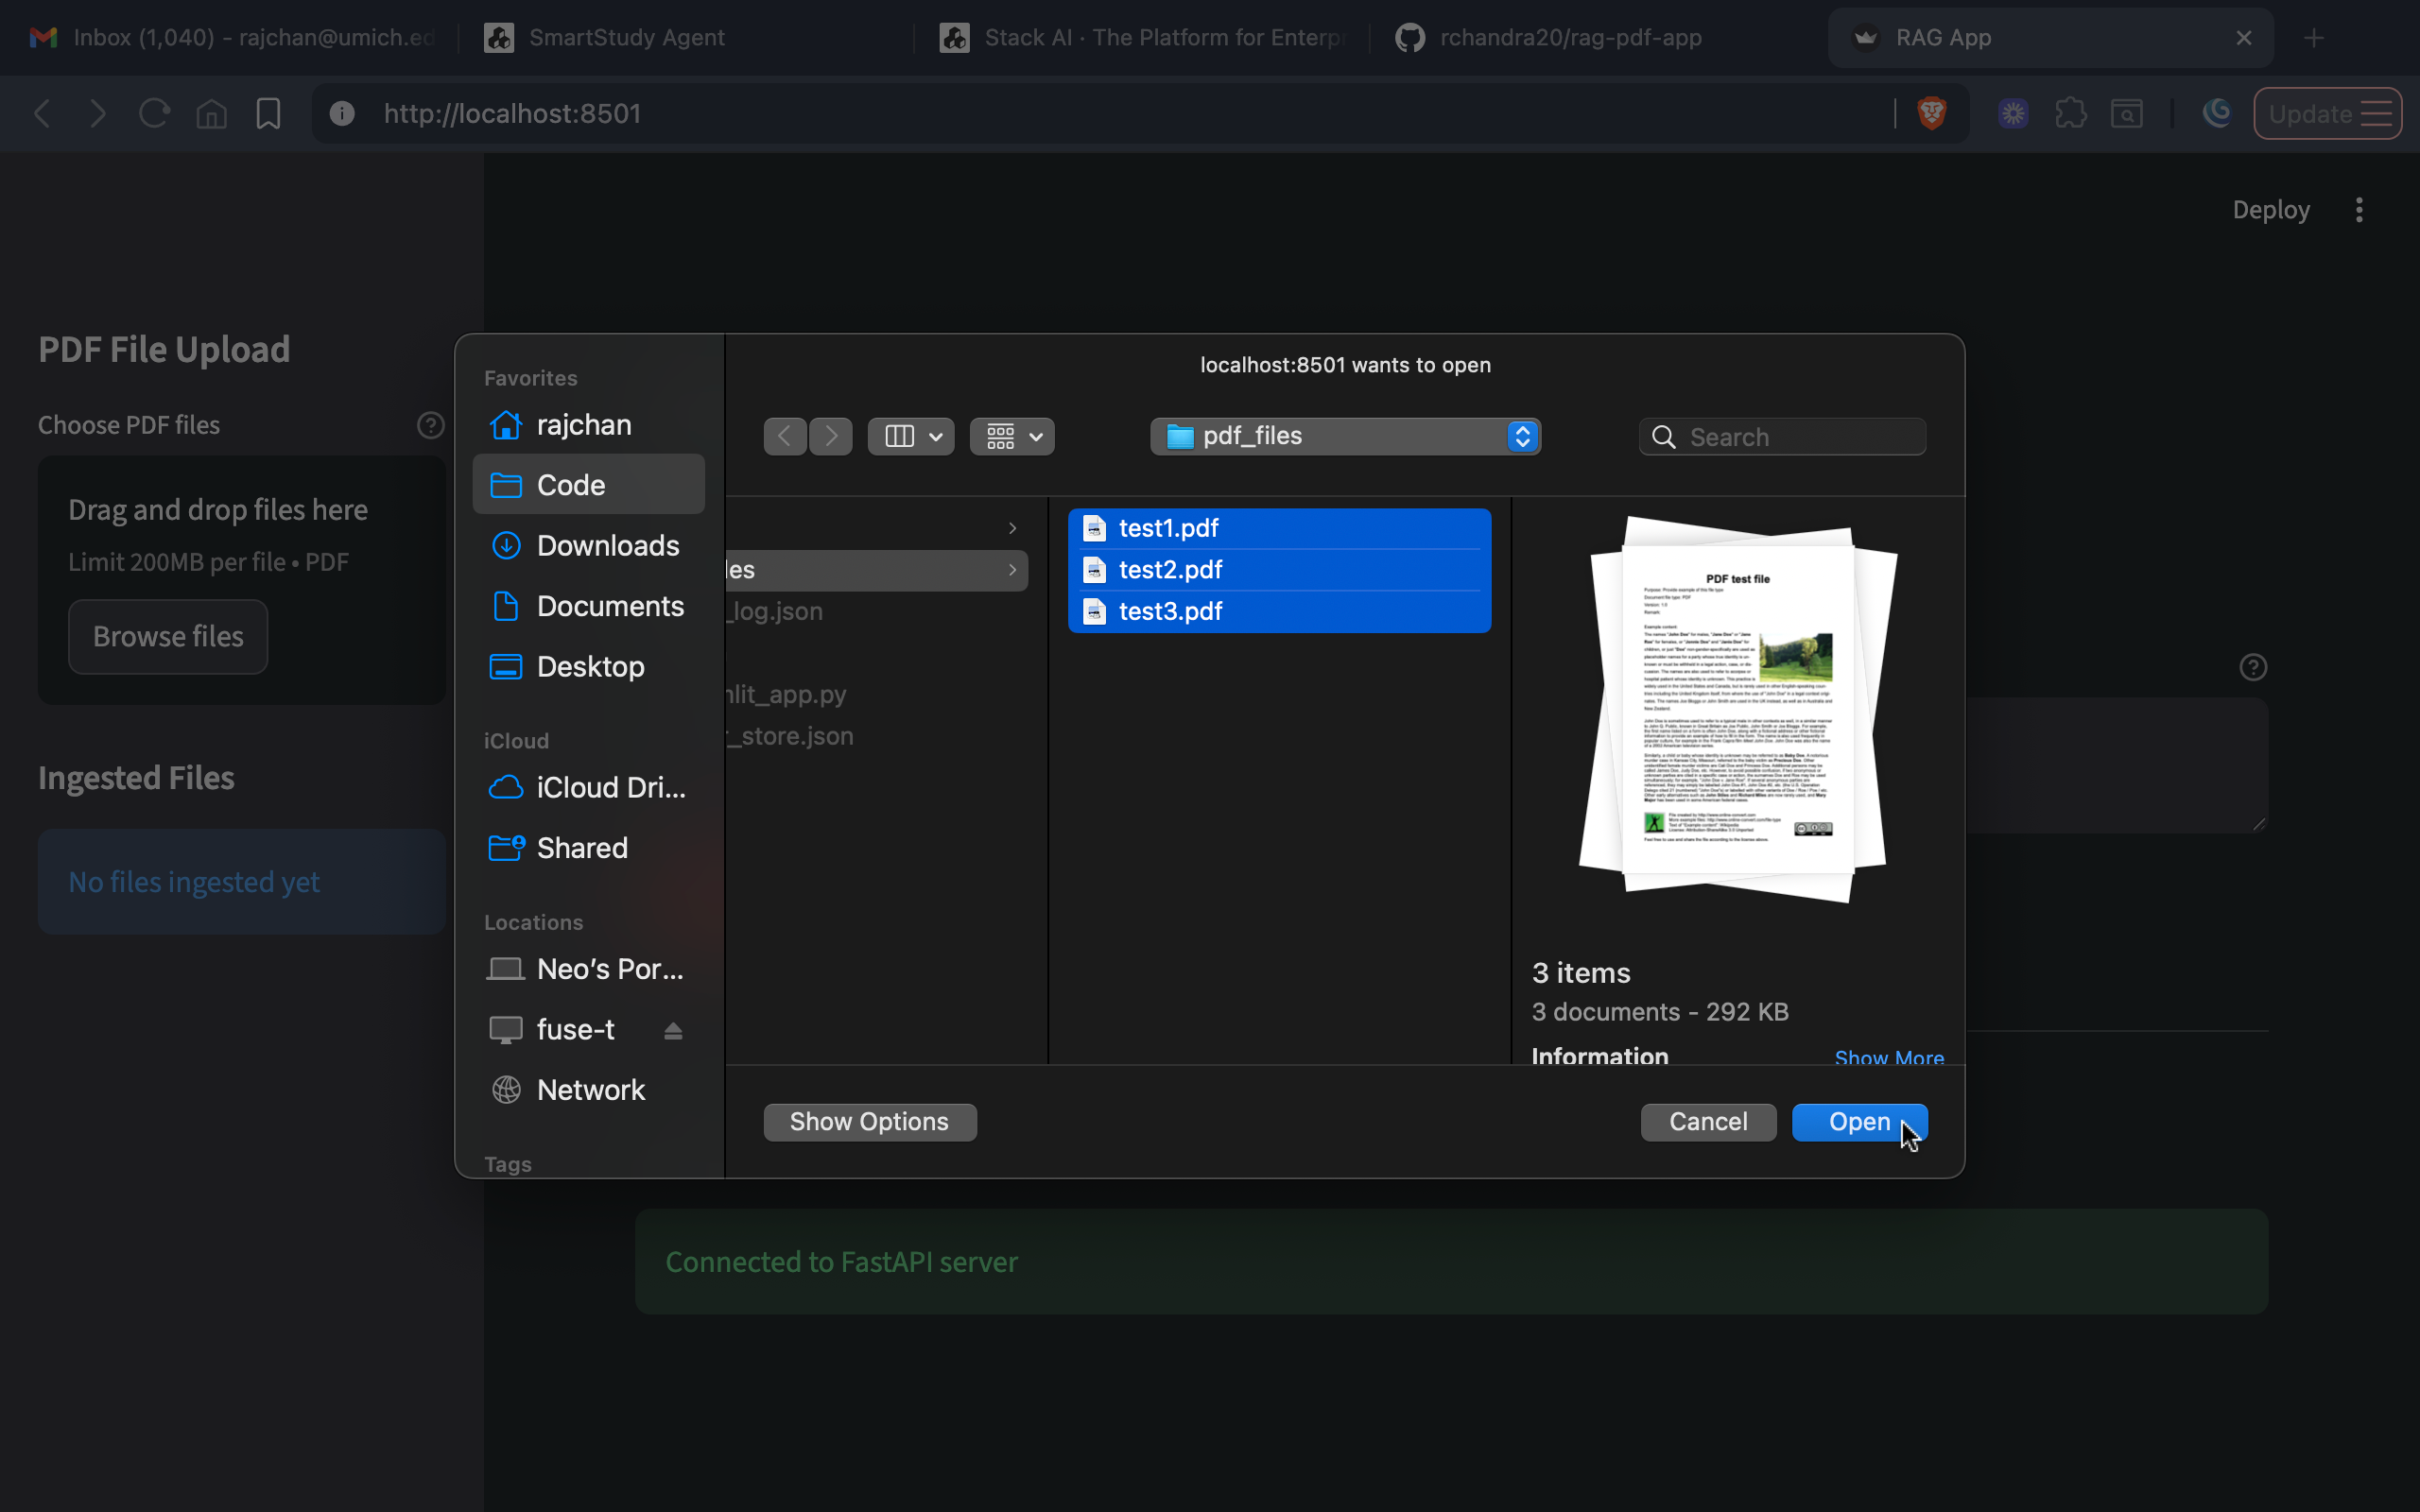 Inbox (1,040) - rajchan@umich.ed
SmartStudy Agent
Stack AI · The Platform for Enterpr
rchandra20/rag-pdf-app
RAG App
http://localhost:8501
Update
Deploy
PDF File Upload
Choose PDF files
Drag and drop files here
Limit 200MB per file • PDF
Browse files
Ingested Files
No files ingested yet
localhost:8501 wants to open
Favorites
rajchan
Code
Downloads
Documents
Desktop
iCloud
iCloud Dri...
Shared
Locations
Neo's Por...
fuse-t
Network
Tags
pdf_files
Search
les
_log.json
nlit_app.py
_store.json
test1.pdf
test2.pdf
test3.pdf
PDF test file
3 items
3 documents - 292 KB
Information
Show More
Show Options
Cancel
Open
Connected to FastAPI server